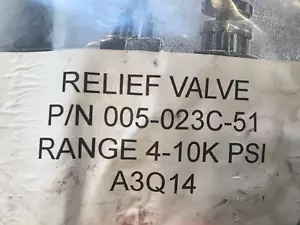 RELIEF VALVE
P/N 005-023C-51
RANGE 4-10K PSI
A3Q14